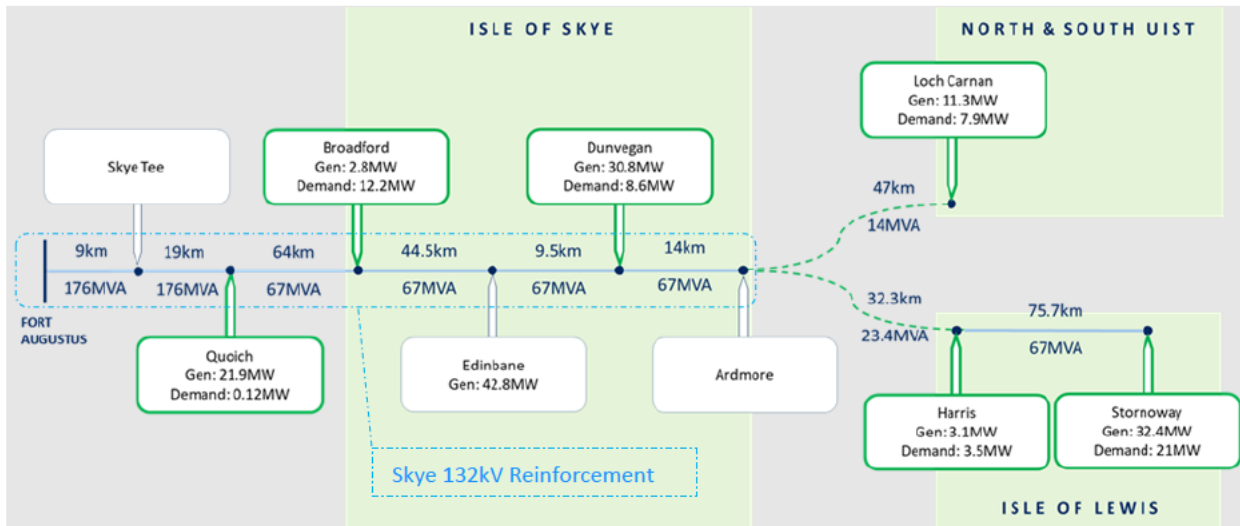 ISLE OF SKYE
NORTH & SOUTH UIST
Loch Carnan
Gen: 11.3MW
Demand: 7.9MW
Skye Tee
Broadford
Gen: 2.8MW
Demand: 12.2MW
Dunvegan
Gen: 30.8MW
Demand: 8.6MW
47km
14MVA
9km
19km
64km
44.5km
9.5km
14km
176MVA
176MVA
67MVA
67MVA
67MVA
67MVA
32.3km
23.4MVA
75.7km
67MVA
FORT
AUGUSTUS
Quoich
Gen: 21.9MW
Demand: 0.12MW
Edinbane
Gen: 42.8MW
Ardmore
Harris
Gen: 3.1MW
Demand: 3.5MW
Stornoway
Gen: 32.4MW
Demand: 21MW
Skye 132kV Reinforcement
ISLE OF LEWIS